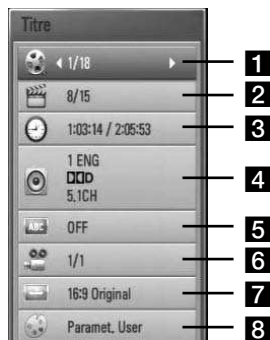 Titre
1/18 1
8/15 2
1:03:14 / 2:05:53 3
1 ENG
DD D
5.1CH 4
ABC OFF 5
1/1 6
16:9 Original 7
Paramet. User 8